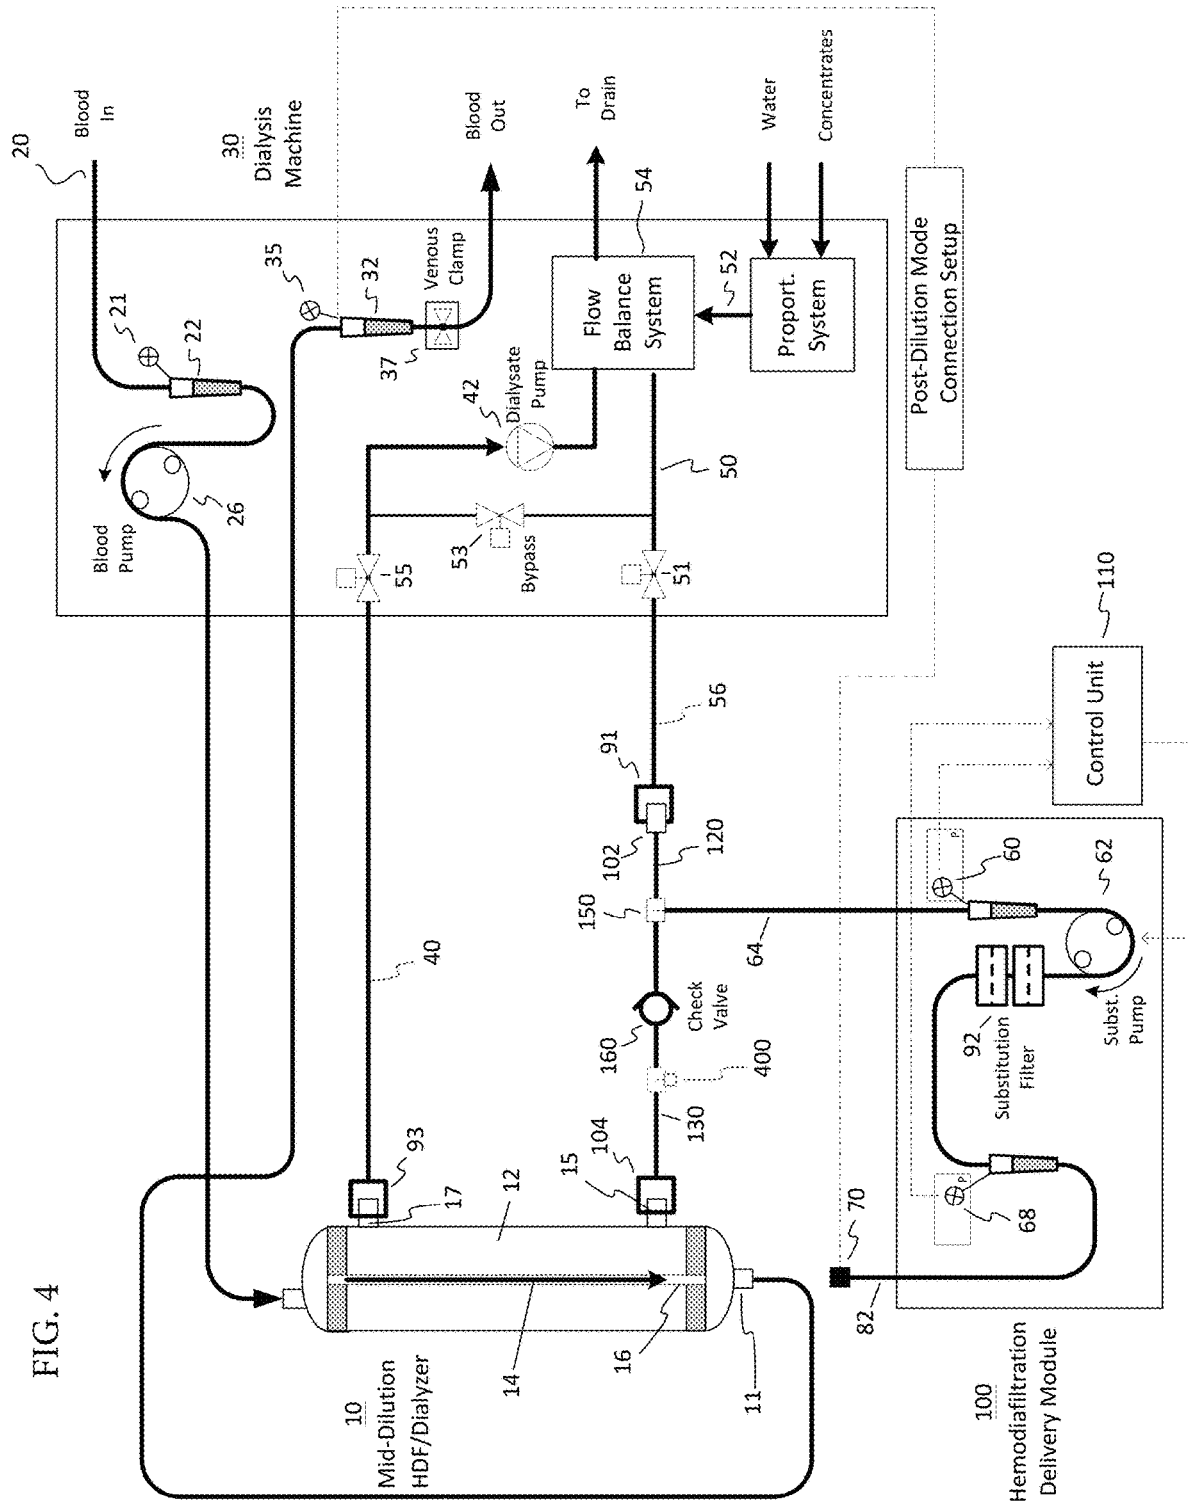 FIG. 4
20
Blood
In
30
Dialysis
Machine
21
22
35
32
Venous
Clamp
37
Blood
Out
To
Drain
Water
Concentrates
54
Flow
Balance
System
52
Proport.
System
Post-Dilution Mode
Connection Setup
Blood
Pump
26
42
Dialysate
Pump
50
53
Bypass
55
51
56
91
102
120
150
40
64
Check
Valve
160
400
130
104
15
93
17
12
14
16
11
10
Mid-Dilution
HDF/Dialyzer
110
Control Unit
P
60
62
Subst.
Pump
92
Substitution
Filter
P
68
70
82
100
Hemodiafiltration
Delivery Module